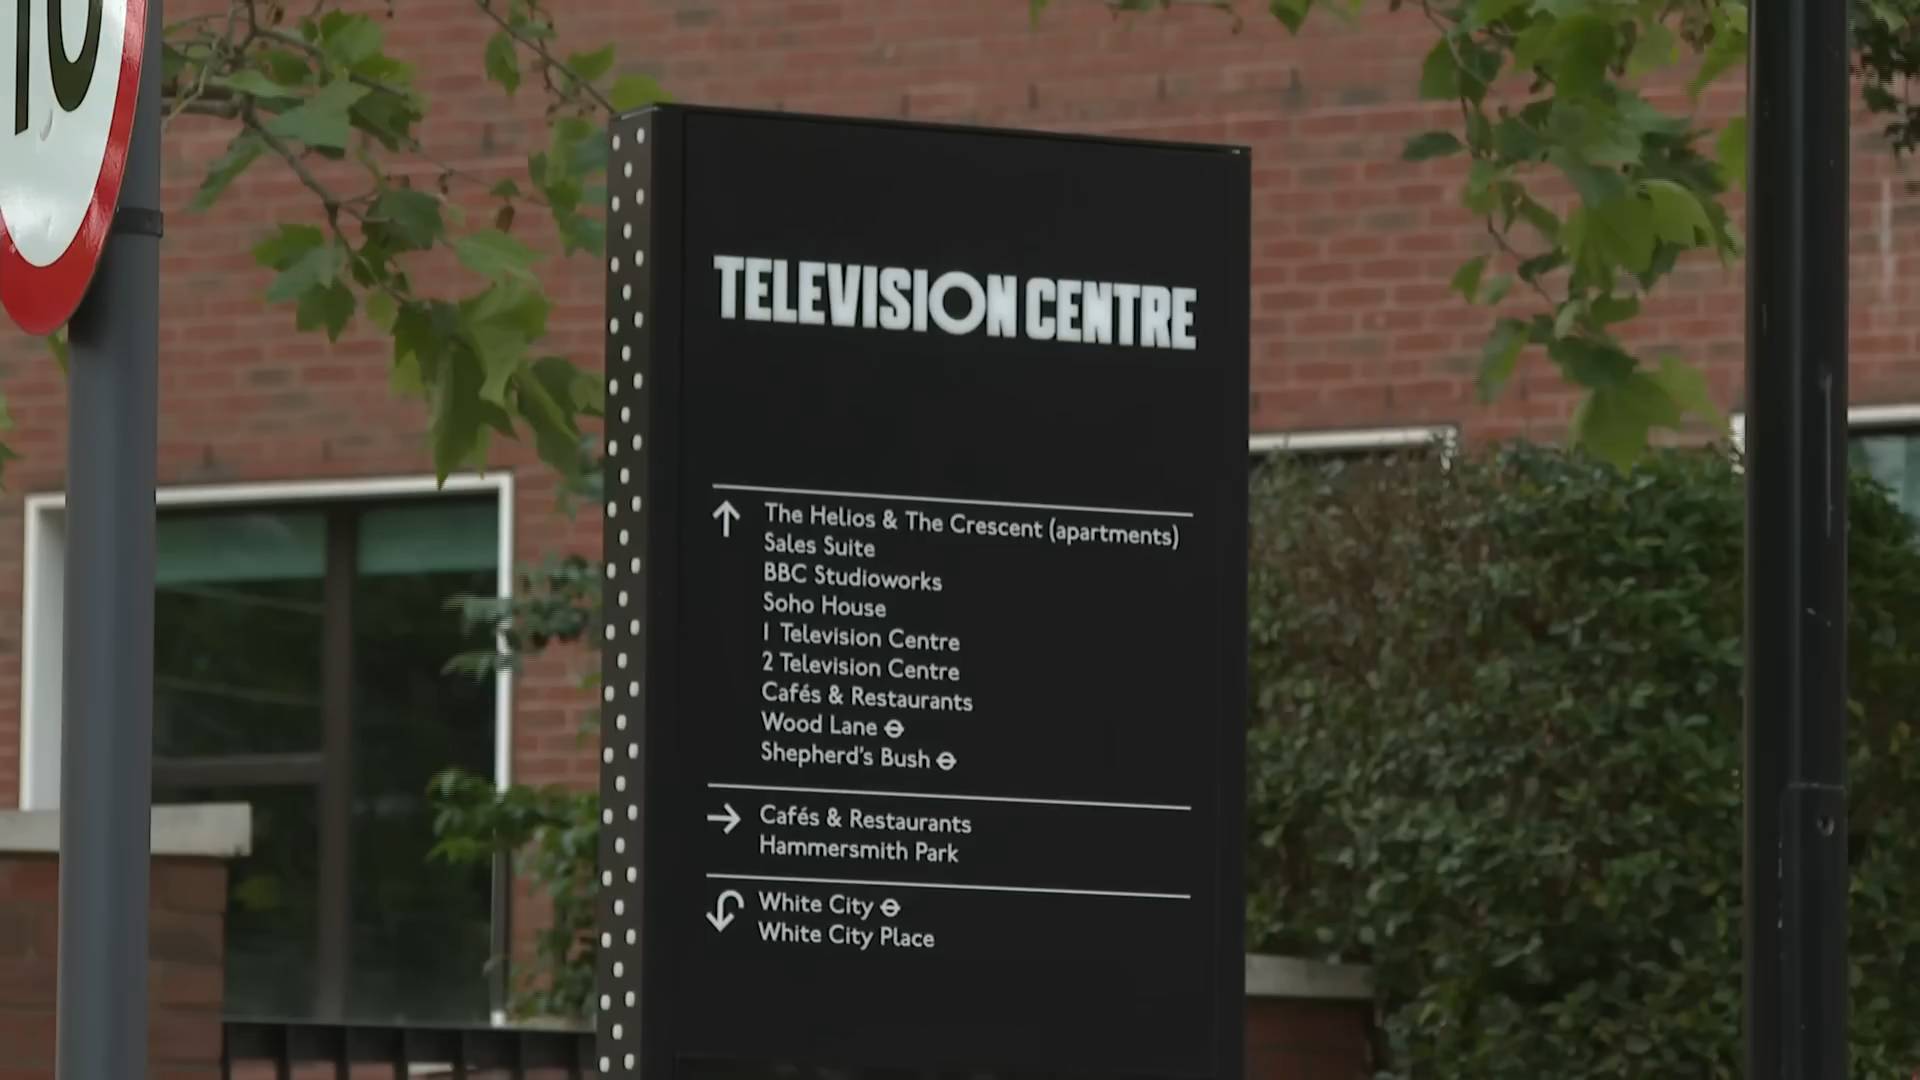 10
TELEVISION CENTRE
The Helios & The Crescent (apartments)
Sales Suite
BBC Studioworks
Soho House
1 Television Centre
2 Television Centre
Cafés & Restaurants
Wood Lane
Shepherd's Bush
Cafés & Restaurants
Hammersmith Park
White City
White City Place